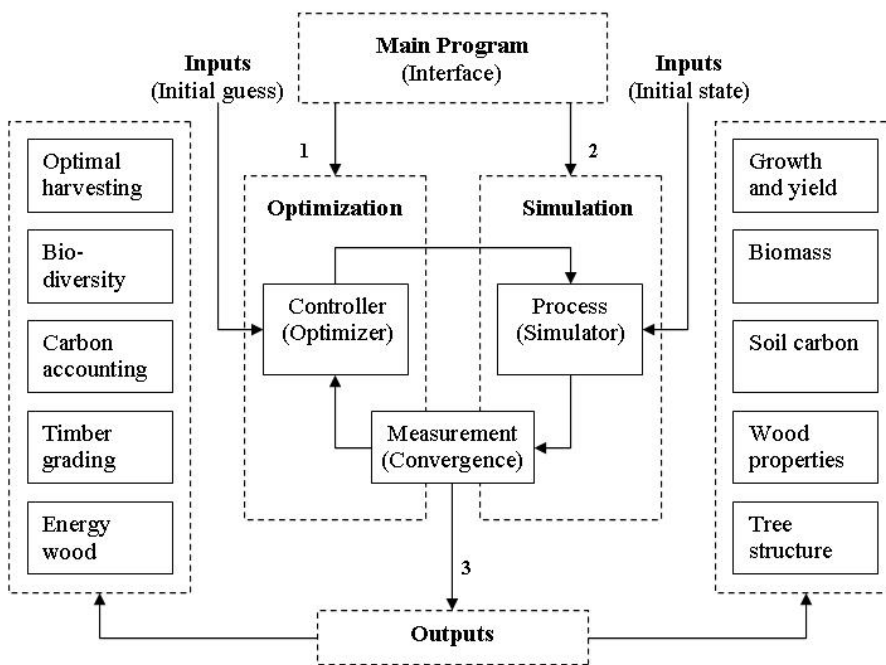 Main Program
(Interface)
Inputs
(Initial guess)
Inputs
(Initial state)
1
2
Optimal
harvesting
Bio-
diversity
Carbon
accounting
Timber
grading
Energy
wood
Optimization
Simulation
Controller
(Optimizer)
Process
(Simulator)
Measurement
(Convergence)
3
Outputs
Growth
and yield
Biomass
Soil carbon
Wood
properties
Tree
structure